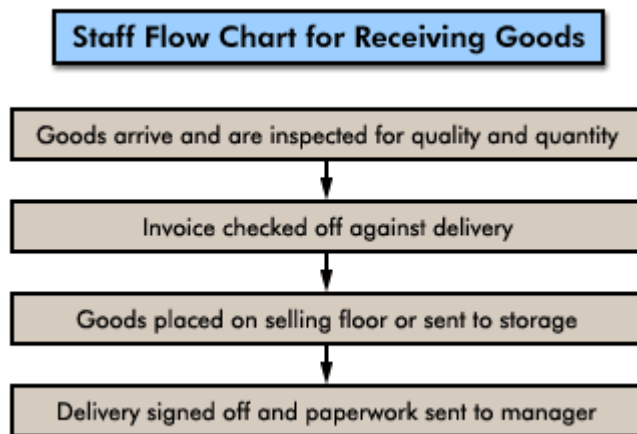 Staff Flow Chart for Receiving Goods
Goods arrive and are inspected for quality and quantity
Invoice checked off against delivery
Goods placed on selling floor or sent to storage
Delivery signed off and paperwork sent to manager